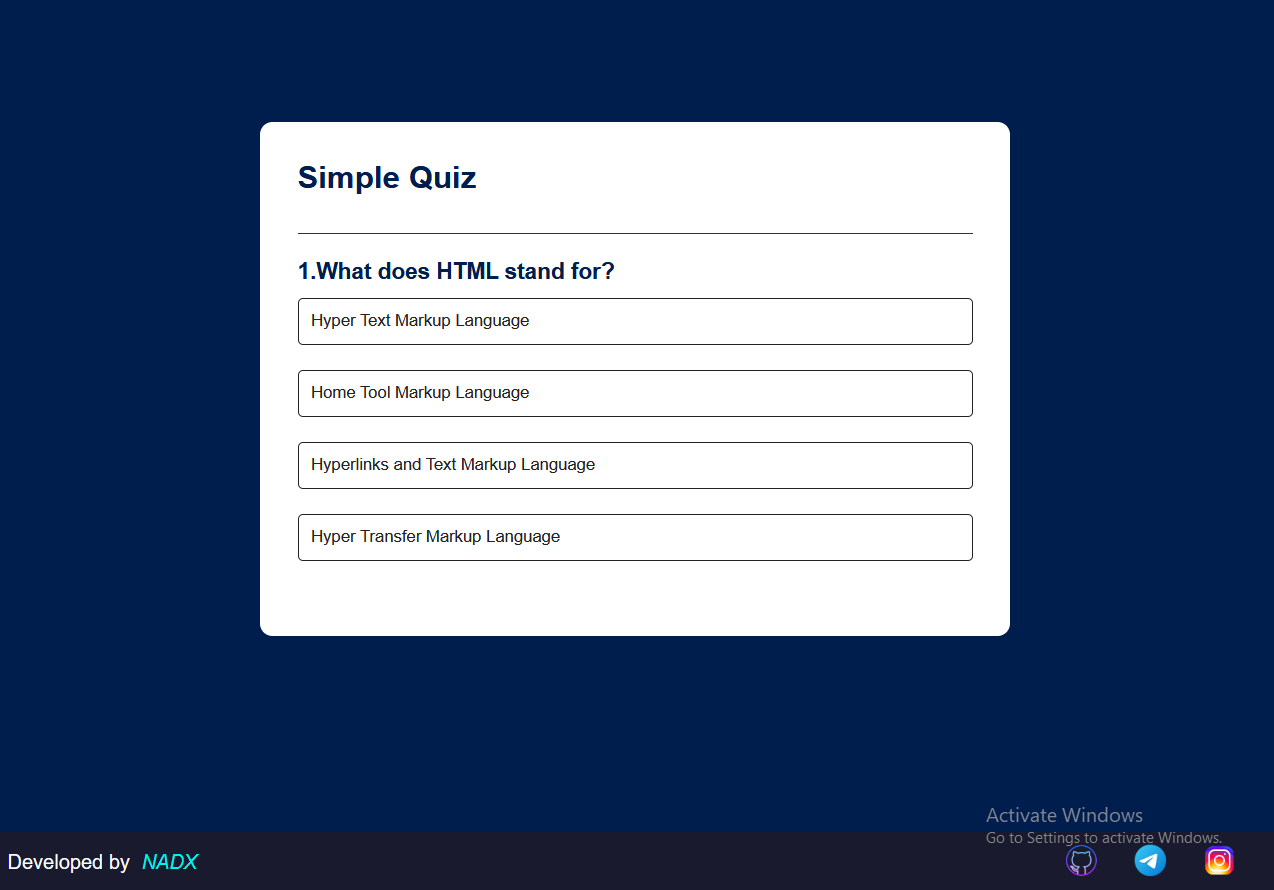 Simple Quiz
1.What does HTML stand for?
Hyper Text Markup Language
Home Tool Markup Language
Hyperlinks and Text Markup Language
Hyper Transfer Markup Language
Activate Windows
Go to Settings to activate Windows.
Developed by NADX